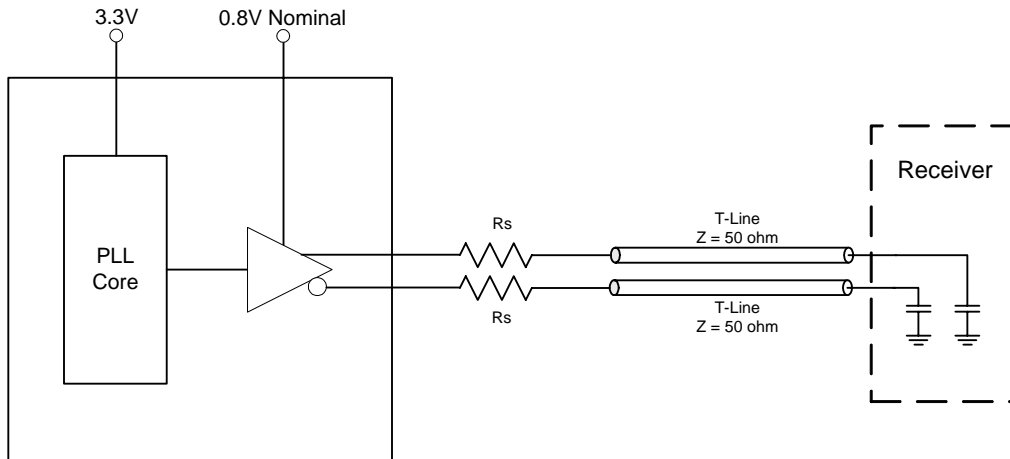 3.3V
0.8V Nominal
Receiver
PLL
Core
Rs
T-Line
Z = 50 ohm
Rs
T-Line
Z = 50 ohm